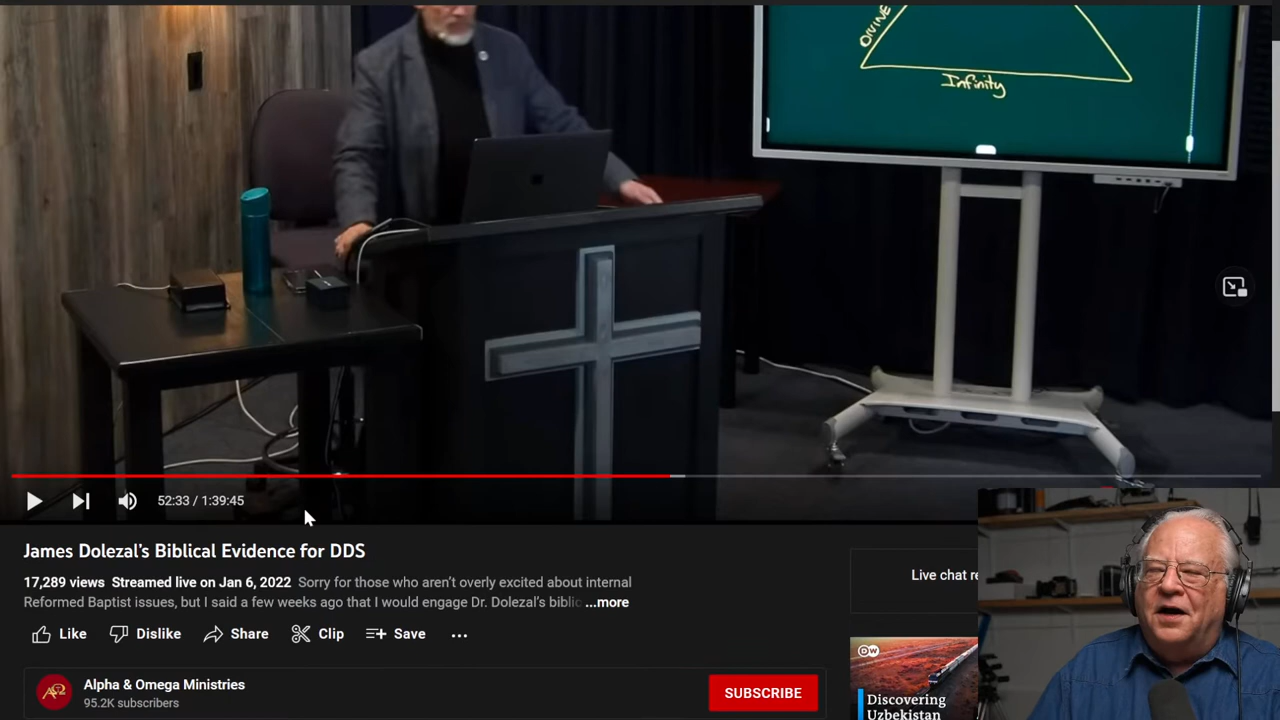 DIVINE
Infinity
52:33 / 1:39:45
James Dolezal's Biblical Evidence for DDS
17,289 views Streamed live on Jan 6, 2022 Sorry for those who aren't overly excited about internal
Reformed Baptist issues, but I said a few weeks ago that I would engage Dr. Dolezal's biblic ...more
Live chat re
Like Dislike Share Clip Save
DW
Discovering
Uzbekistan
Alpha & Omega Ministries
95.2K subscribers
SUBSCRIBE